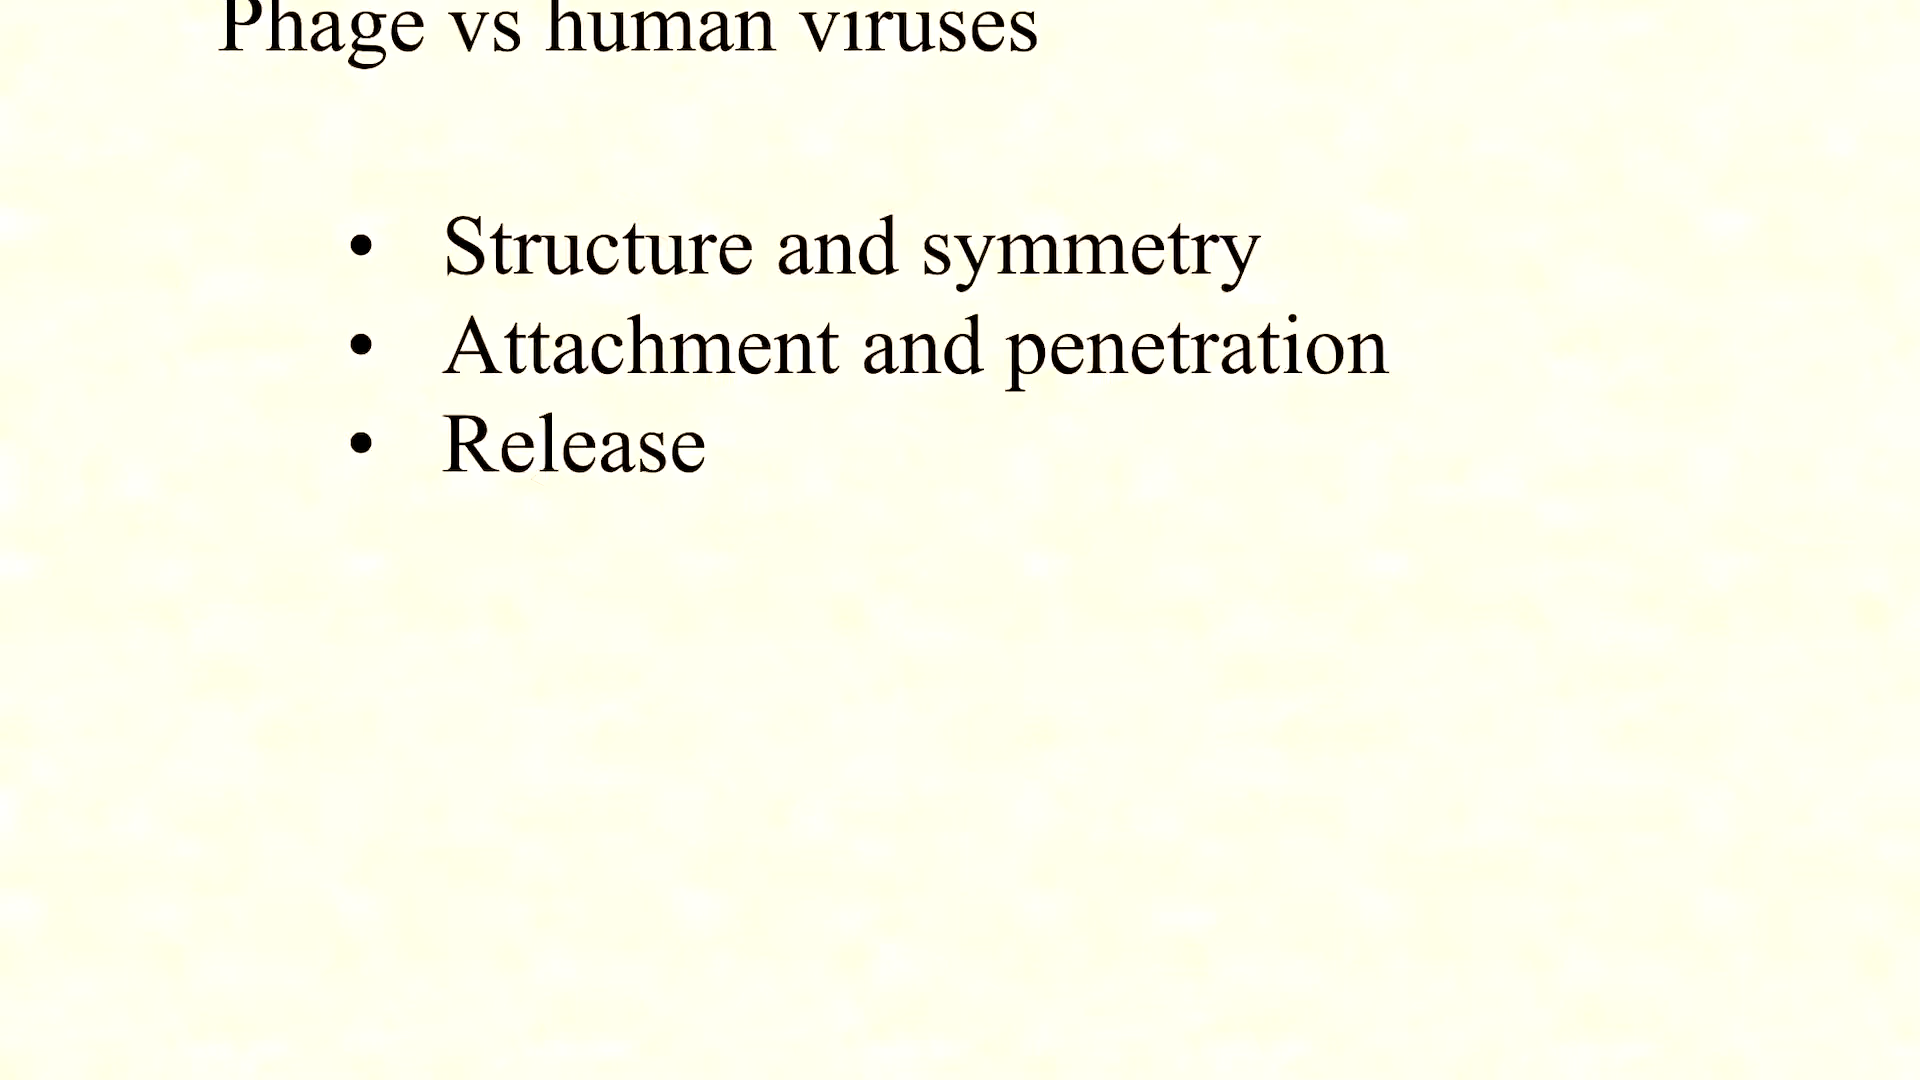 Phage vs human viruses
• Structure and symmetry
• Attachment and penetration
• Release